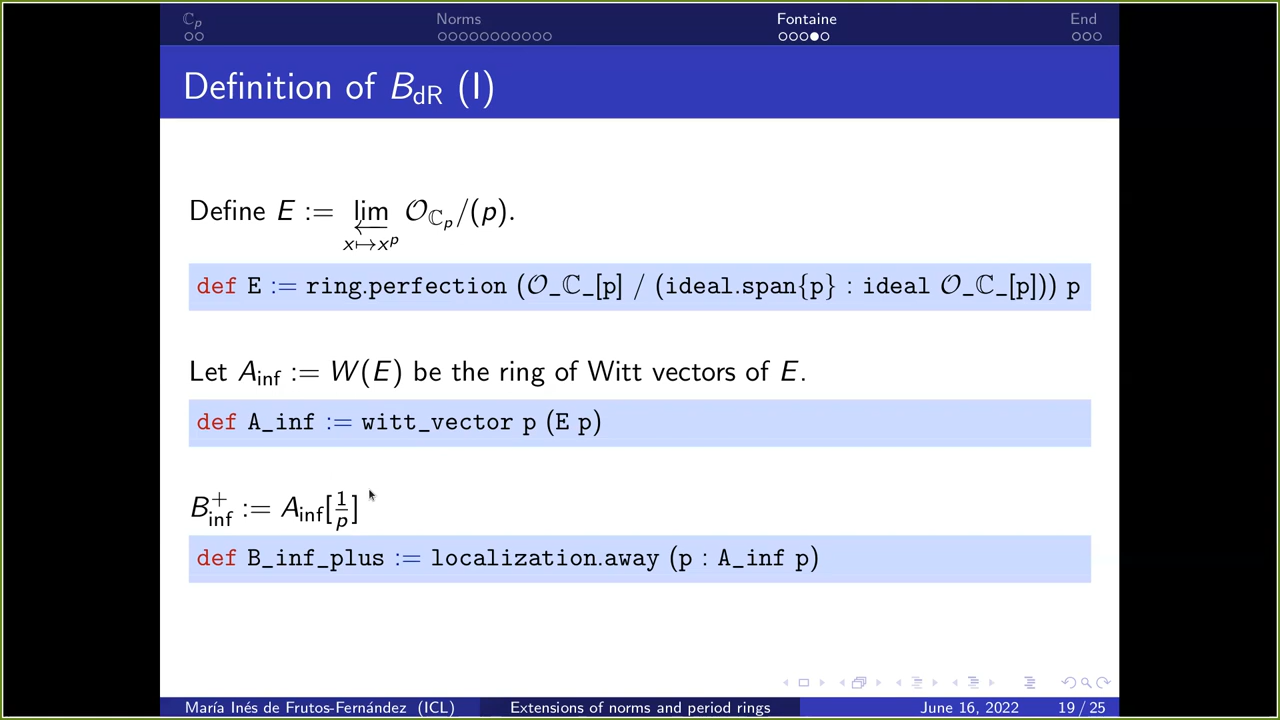 ℂₚ Norms Fontaine End
Definition of B_dR (I)
Define E := lim 𝒪_ℂₚ/(p).
x↦xᵖ
def E := ring.perfection (𝒪_ℂ_[p] / (ideal.span{p} : ideal 𝒪_ℂ_[p])) p
Let A_inf := W(E) be the ring of Witt vectors of E.
def A_inf := witt_vector p (E p)
B⁺_inf := A_inf[1/p]
def B_inf_plus := localization.away (p : A_inf p)
María Inés de Frutos-Fernández (ICL) Extensions of norms and period rings June 16, 2022 19 / 25